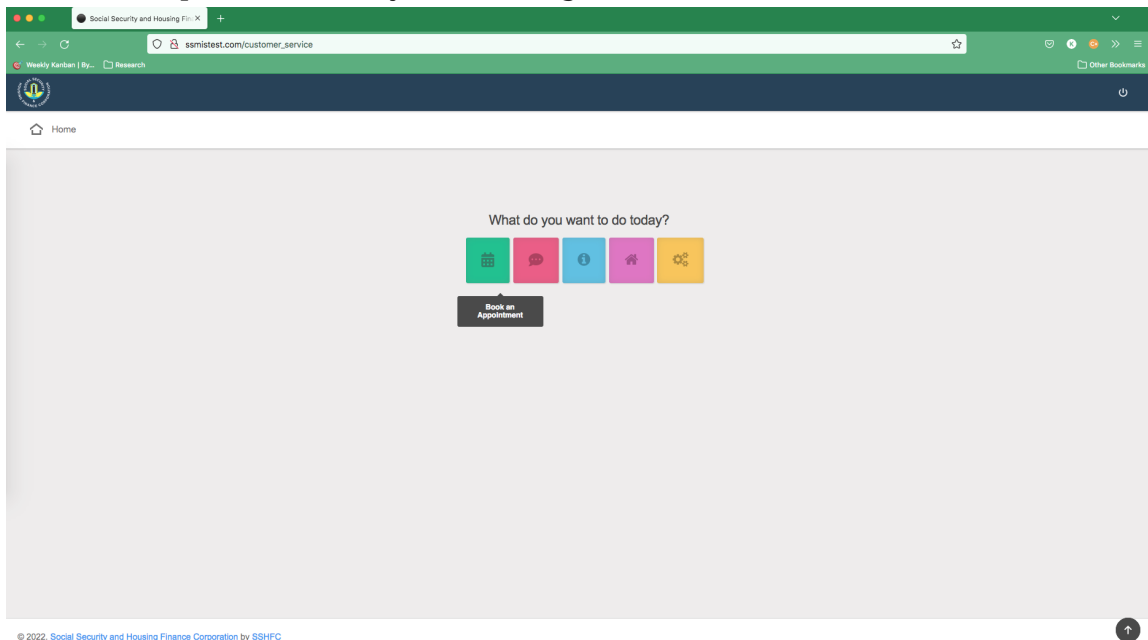 Social Security and Housing Fin
ssmistest.com/customer_service
Weekly Kanban | By...
Research
Other Bookmarks
Home
What do you want to do today?
Book an
Appointment
© 2022. Social Security and Housing Finance Corporation by SSHFC